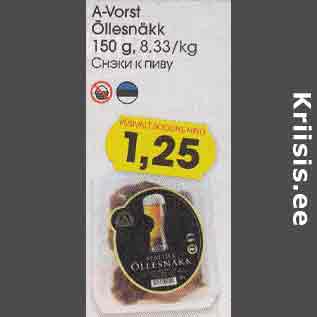 A-Vorst
Õllesnäkk
150 g, 8.33/kg
Снэки к пиву
1,25
ÕLLESNÄKK
Kriisis.ee